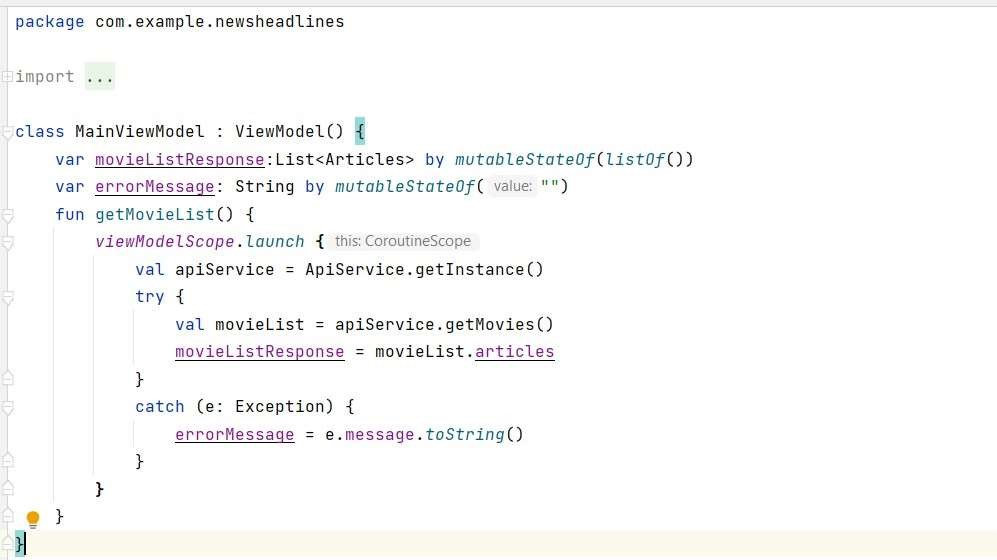 package com.example.newsheadlines
import ...
class MainViewModel : ViewModel() {
var movieListResponse:List<Articles> by mutableStateOf(listOf())
var errorMessage: String by mutableStateOf( value: "")
fun getMovieList() {
viewModelScope.launch { this: CoroutineScope
val apiService = ApiService.getInstance()
try {
val movieList = apiService.getMovies()
movieListResponse = movieList.articles
}
catch (e: Exception) {
errorMessage = e.message.toString()
}
}
}
}